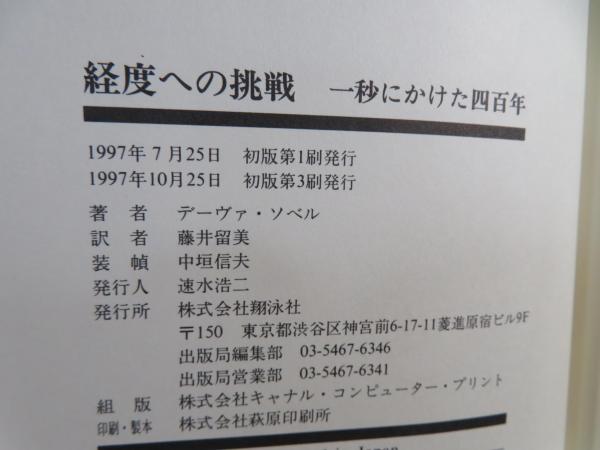 経度への挑戦　一秒にかけた四百年
1997年 7 月25日　初版第1刷発行
1997年10月25日　初版第3刷発行
著　者　デーヴァ・ソベル
訳　者　藤井留美
装　幀　中垣信夫
発行人　速水浩二
発行所　株式会社翔泳社
〒150　東京都渋谷区神宮前6-17-11菱進原宿ビル9F
出版局編集部　03-5467-6346
出版局営業部　03-5467-6341
組　版　株式会社キャナル・コンピューター・プリント
印刷・製本　株式会社萩原印刷所